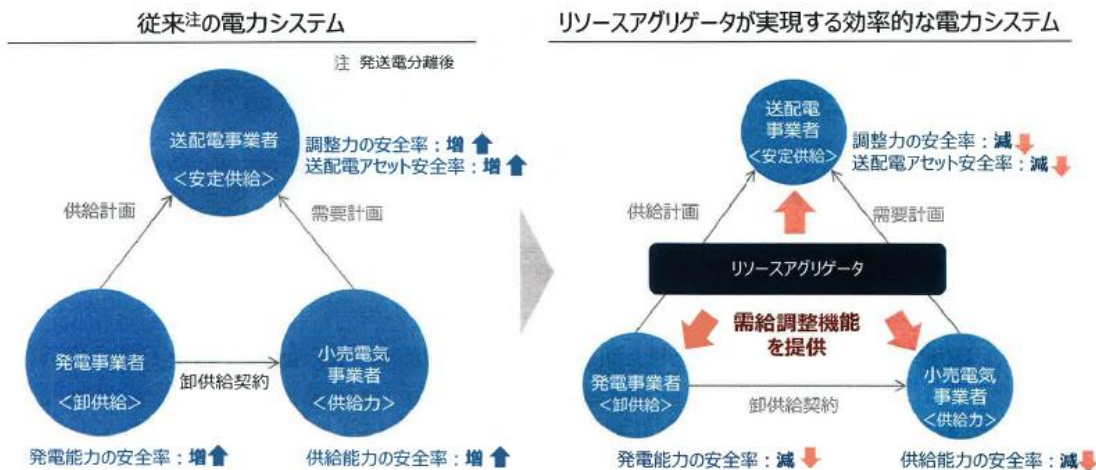 従来注の電力システム
注 発送電分離後
送配電事業者
<安定供給>
調整力の安全率：増
送配電アセット安全率：増
供給計画
需要計画
発電事業者
<卸供給>
卸供給契約
小売電気
事業者
<供給力>
発電能力の安全率：増
供給能力の安全率：増
リソースアグリゲータが実現する効率的な電力システム
送配電
事業者
<安定供給>
調整力の安全率：減
送配電アセット安全率：減
供給計画
需要計画
リソースアグリゲータ
需給調整機能
を提供
発電事業者
<卸供給>
卸供給契約
小売電気
事業者
<供給力>
発電能力の安全率：減
供給能力の安全率：減